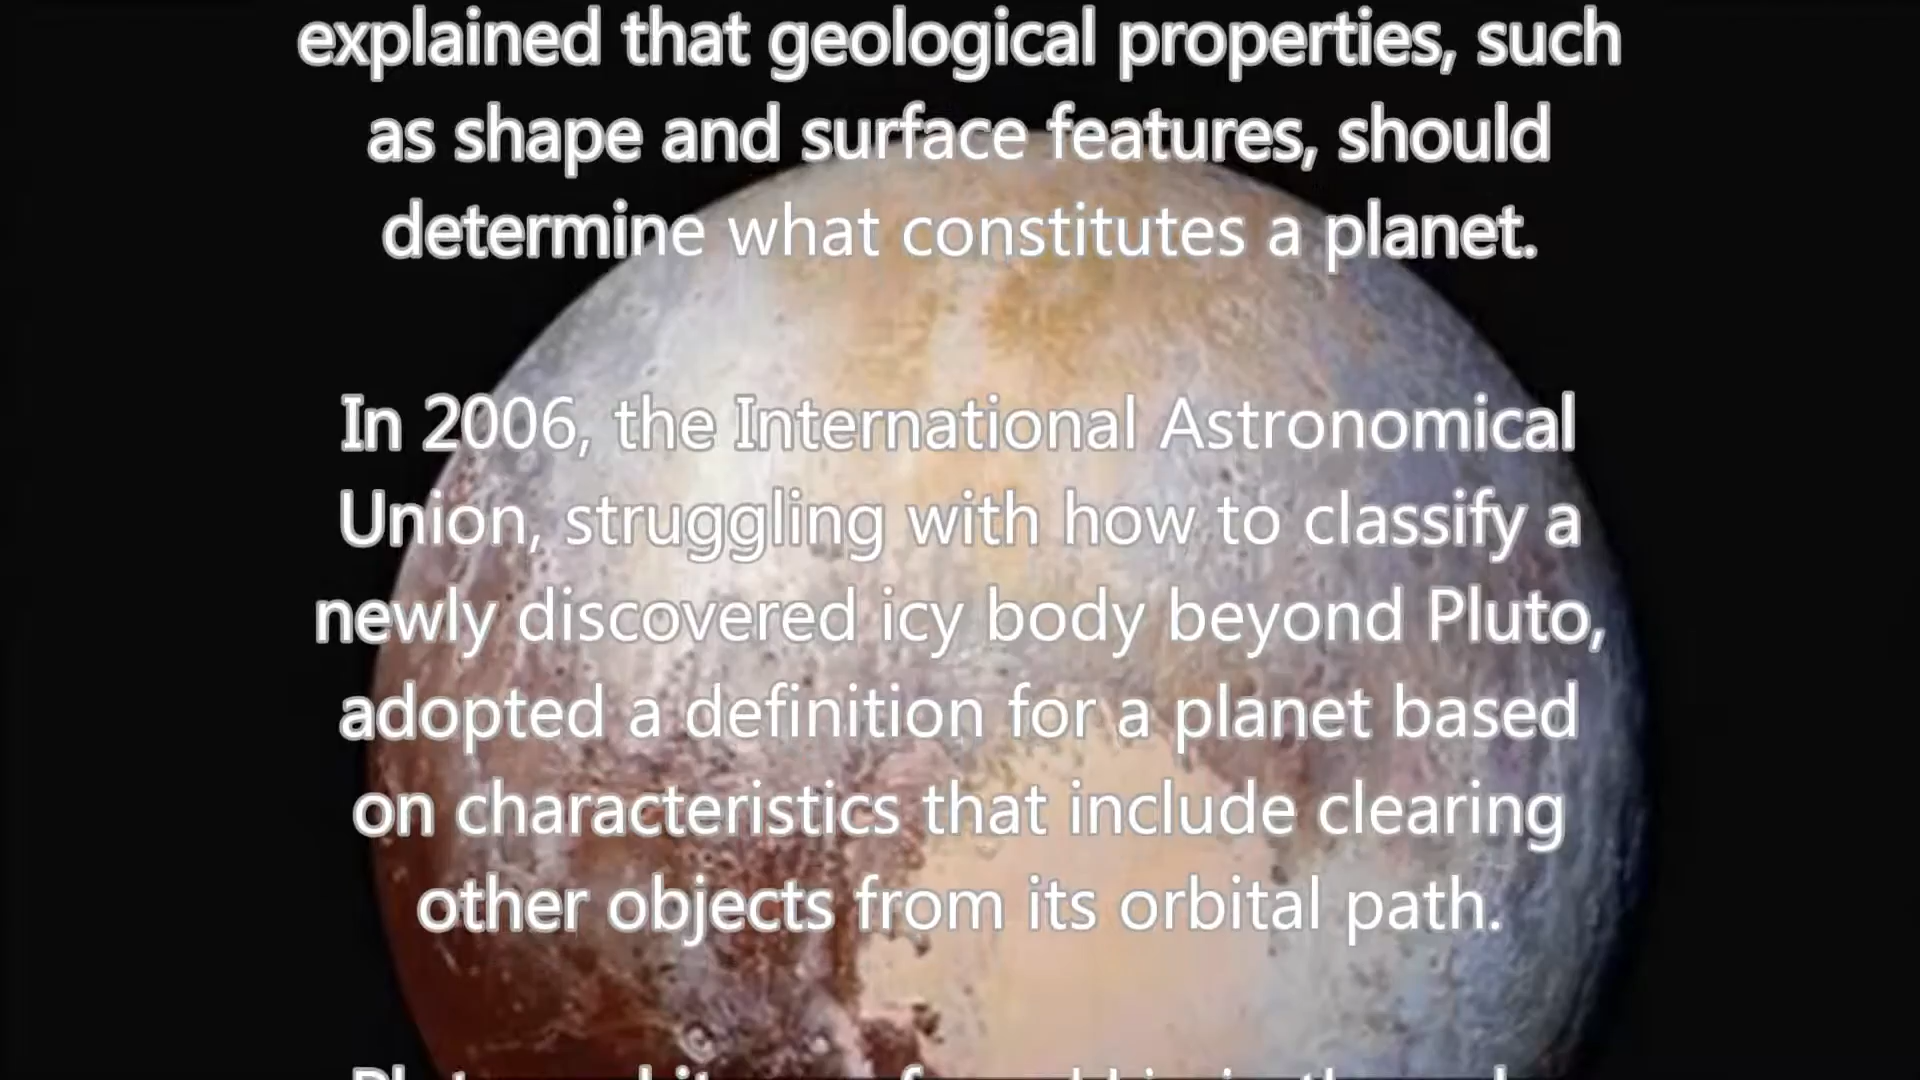 explained that geological properties, such
as shape and surface features, should
determine what constitutes a planet.
In 2006, the International Astronomical
Union, struggling with how to classify a
newly discovered icy body beyond Pluto,
adopted a definition for a planet based
on characteristics that include clearing
other objects from its orbital path.